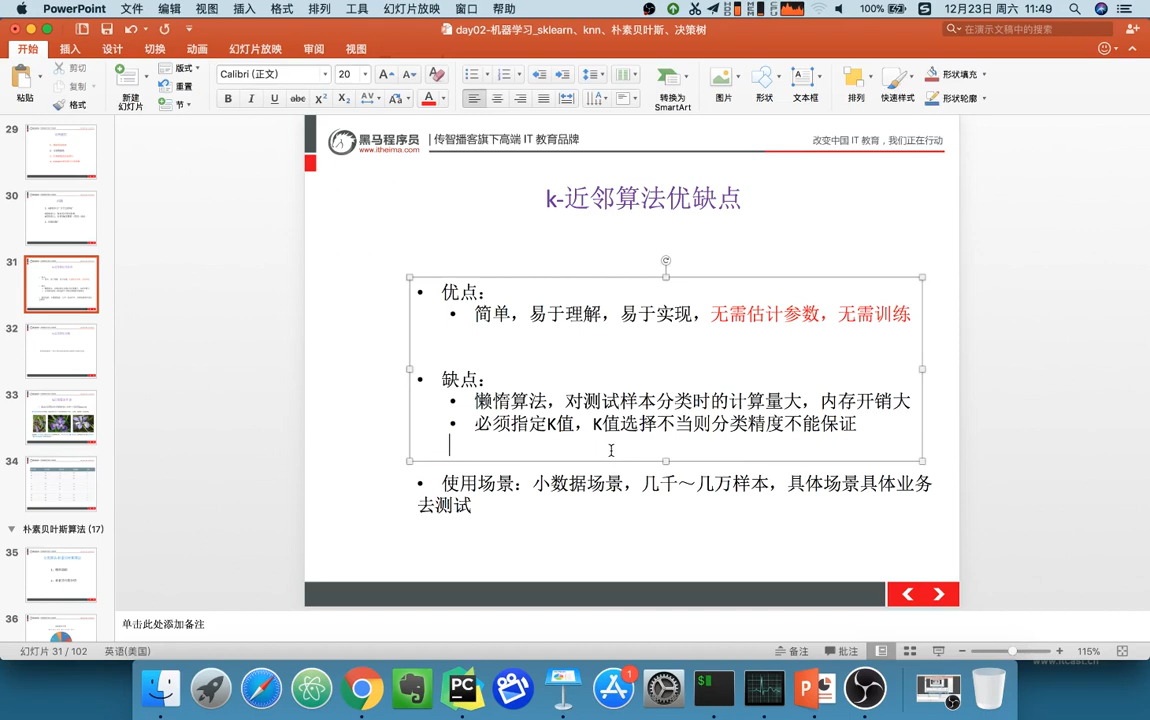 PowerPoint 文件 编辑 视图 插入 格式 排列 工具 幻灯片放映 窗口 帮助 100% 12月23日 周六 11:49
day02-机器学习_sklearn、knn、朴素贝叶斯、决策树
在演示文稿中的搜索
开始 插入 设计 切换 动画 幻灯片放映 审阅 视图
粘贴 剪切 复制 格式
新建幻灯片 版式 重置 节
Calibri (正文) 20
转换为 SmartArt 图片 形状 文本框 排列 快速样式 形状填充 形状轮廓
29
30
31
32
33
34
朴素贝叶斯算法 (17)
35
36
黑马程序员 www.itheima.com
传智播客旗下高端 IT 教育品牌
改变中国 IT 教育，我们正在行动
k-近邻算法优缺点
• 优点：
• 简单，易于理解，易于实现，无需估计参数，无需训练
• 缺点：
• 懒惰算法，对测试样本分类时的计算量大，内存开销大
• 必须指定K值，K值选择不当则分类精度不能保证
• 使用场景：小数据场景，几千～几万样本，具体场景具体业务
去测试
单击此处添加备注
幻灯片 31 / 102 英语(美国) 备注 批注 115%
www.itcast.cn